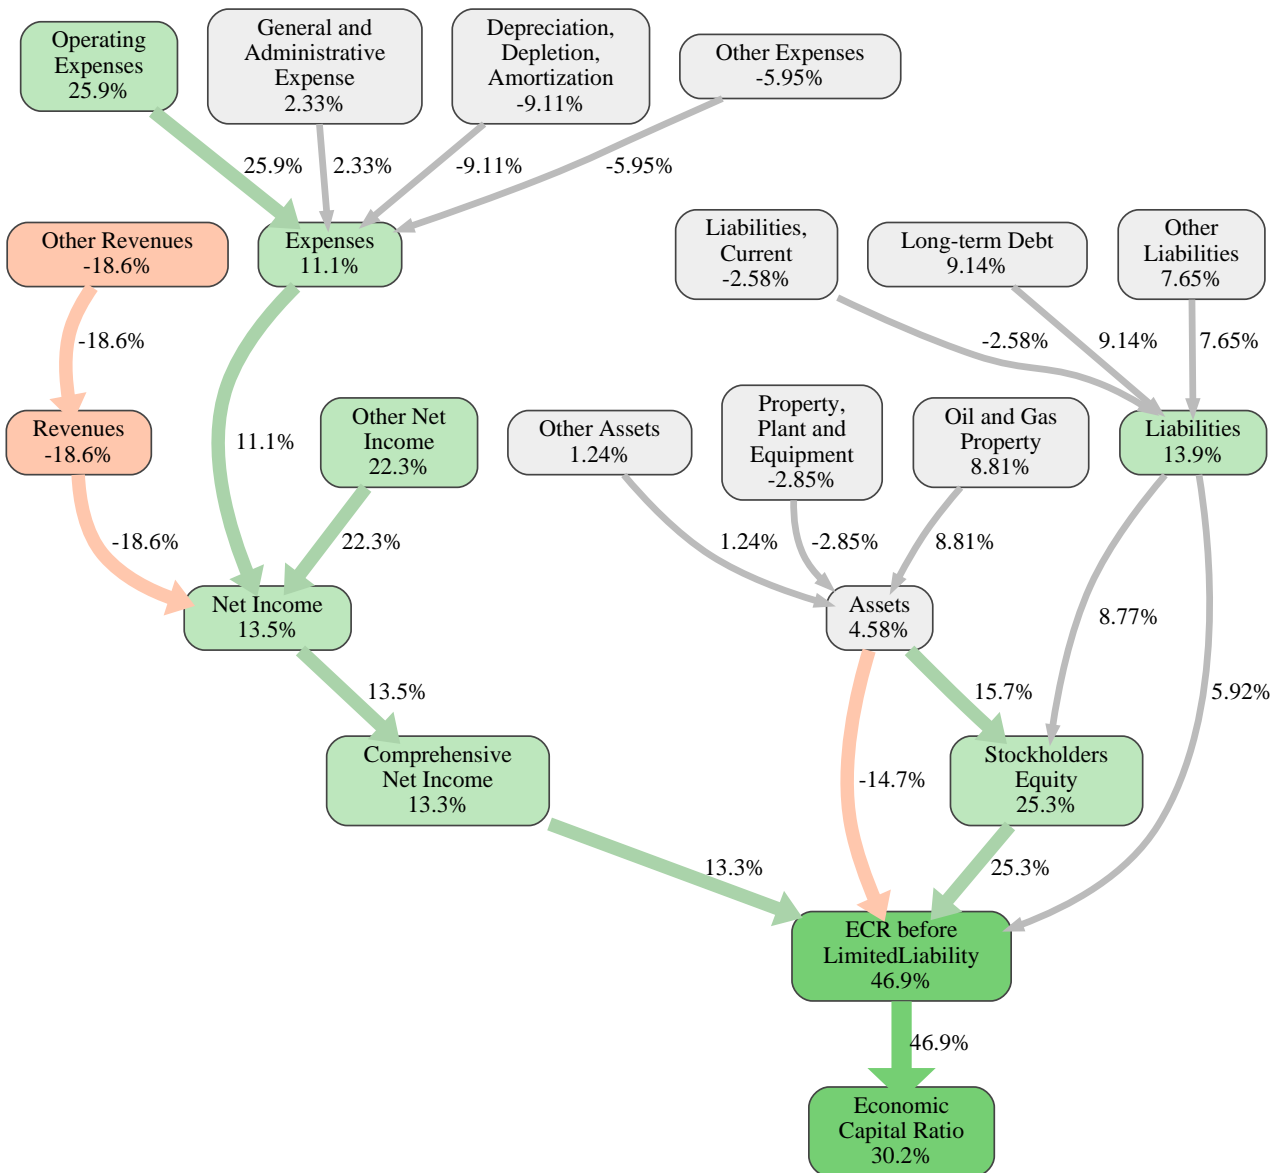 Operating
Expenses
25.9%
General and
Administrative
Expense
2.33%
Depreciation,
Depletion,
Amortization
-9.11%
Other Expenses
-5.95%
25.9%
2.33%
-9.11%
-5.95%
Other Revenues
-18.6%
Expenses
11.1%
Liabilities,
Current
-2.58%
Long-term Debt
9.14%
Other
Liabilities
7.65%
-18.6%
-2.58%
9.14%
7.65%
Revenues
-18.6%
11.1%
Other Net
Income
22.3%
Other Assets
1.24%
Property,
Plant and
Equipment
-2.85%
Oil and Gas
Property
8.81%
Liabilities
13.9%
-18.6%
22.3%
1.24%
-2.85%
8.81%
Net Income
13.5%
Assets
4.58%
8.77%
13.5%
15.7%
5.92%
Comprehensive
Net Income
13.3%
-14.7%
Stockholders
Equity
25.3%
13.3%
25.3%
ECR before
LimitedLiability
46.9%
46.9%
Economic
Capital Ratio
30.2%